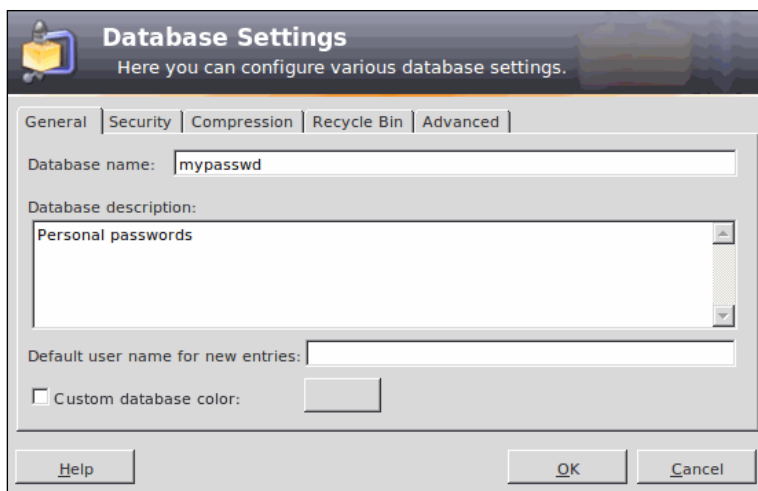 Database Settings
Here you can configure various database settings.
General Security Compression Recycle Bin Advanced
Database name: mypasswd
Database description:
Personal passwords
Default user name for new entries:
Custom database color:
Help OK Cancel